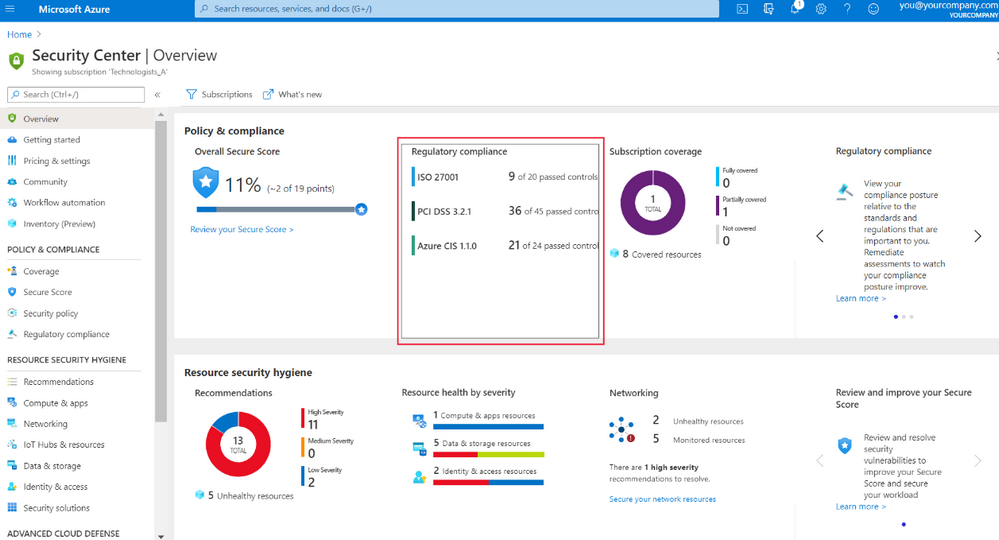 Microsoft Azure
Search resources, services, and docs (G+/)
1
you@yourcompany.com
YOURCOMPANY
Home >
Security Center | Overview
Showing subscription 'Technologists_A'
Search (Ctrl+/)
«
Subscriptions
What's new
Overview
Getting started
Pricing & settings
Community
Workflow automation
Inventory (Preview)
POLICY & COMPLIANCE
Coverage
Secure Score
Security policy
Regulatory compliance
RESOURCE SECURITY HYGIENE
Recommendations
Compute & apps
Networking
IoT Hubs & resources
Data & storage
Identity & access
Security solutions
ADVANCED CLOUD DEFENSE
Policy & compliance
Overall Secure Score
11% (~2 of 19 points)
Review your Secure Score >
Regulatory compliance
ISO 27001 9 of 20 passed controls
PCI DSS 3.2.1 36 of 45 passed contro
Azure CIS 1.1.0 21 of 24 passed control
Subscription coverage
1
TOTAL
Fully covered
0
Partially covered
1
Not covered
0
8 Covered resources
Regulatory compliance
View your
compliance posture
relative to the
standards and
regulations that are
important to you.
Remediate
assessments to watch
your compliance
posture improve.
Learn more >
Resource security hygiene
Recommendations
13
TOTAL
High Severity
11
Medium Severity
0
Low Severity
2
5 Unhealthy resources
Resource health by severity
1 Compute & apps resources
5 Data & storage resources
2 Identity & access resources
Networking
2 Unhealthy resources
5 Monitored resources
There are 1 high severity
recommendations to resolve.
Secure your network resources
Review and improve your Secure
Score
Review and resolve
security
vulnerabilities to
improve your Secure
Score and secure
your workload
Learn more >